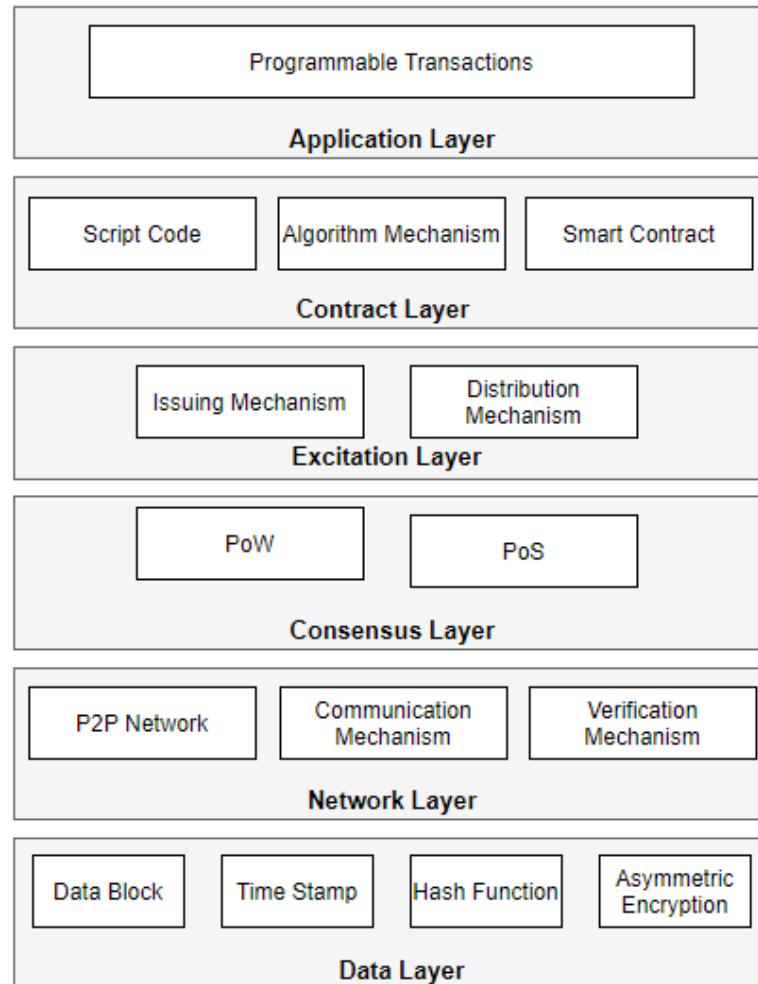 Programmable Transactions
Application Layer
Script Code
Algorithm Mechanism
Smart Contract
Contract Layer
Issuing Mechanism
Distribution
Mechanism
Excitation Layer
PoW
PoS
Consensus Layer
P2P Network
Communication
Mechanism
Verification
Mechanism
Network Layer
Data Block
Time Stamp
Hash Function
Asymmetric
Encryption
Data Layer